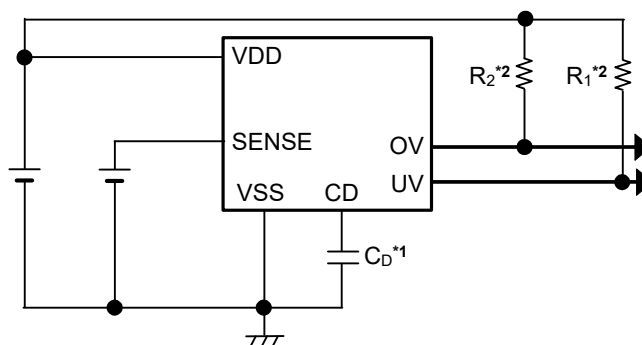 VDD
R2*2
R1*2
SENSE
OV
UV
VSS
CD
CD*1